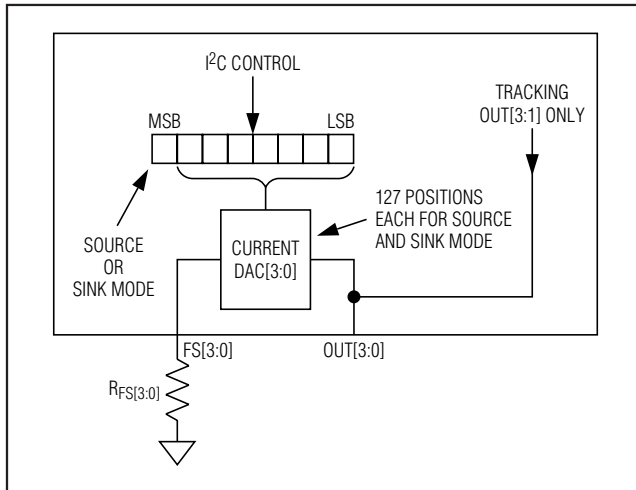 I²C CONTROL
TRACKING
OUT[3:1] ONLY
MSB
LSB
127 POSITIONS
EACH FOR SOURCE
AND SINK MODE
SOURCE
OR
SINK MODE
CURRENT
DAC[3:0]
FS[3:0]
OUT[3:0]
RFS[3:0]